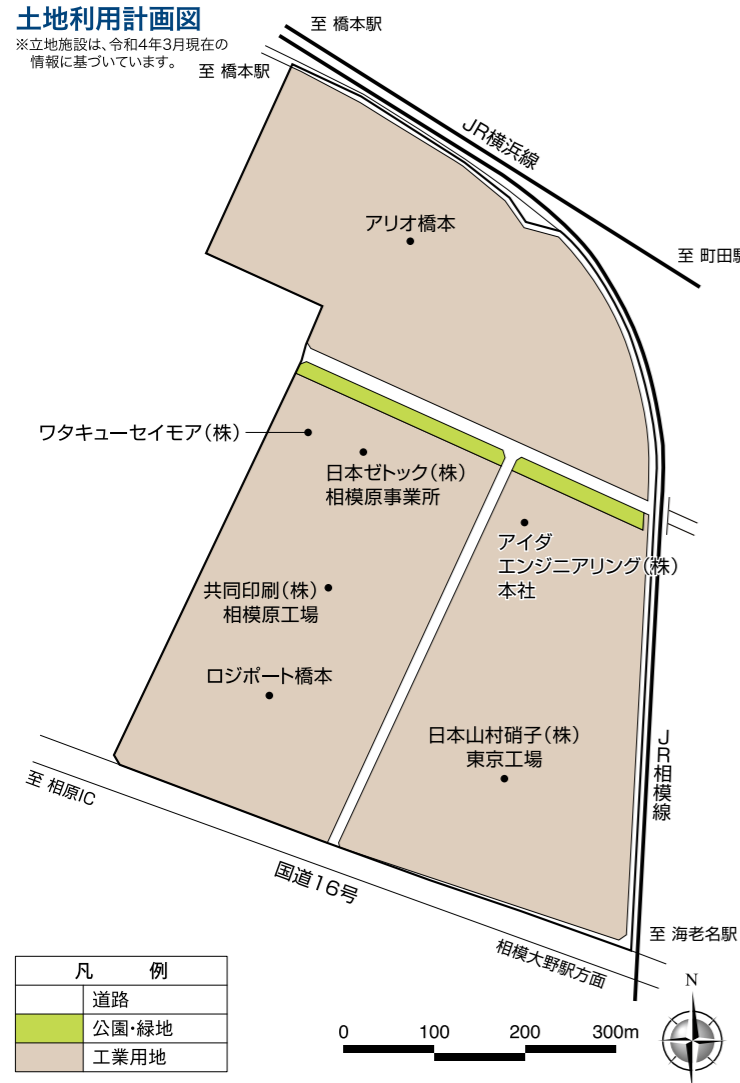 土地利用計画図
※立地施設は、令和4年3月現在の
情報に基づいています。
至 橋本駅
至 橋本駅
JR横浜線
至 町田駅
アリオ橋本
ワタキューセイモア(株)
日本ゼトック(株)
相模原事業所
アイダ
エンジニアリング(株)
本社
共同印刷(株)
相模原工場
ロジポート橋本
日本山村硝子(株)
東京工場
JR相模線
至 相原IC
国道16号
相模大野駅方面
至 海老名駅
凡 例
道路
公園・緑地
工業用地
0 100 200 300m
N